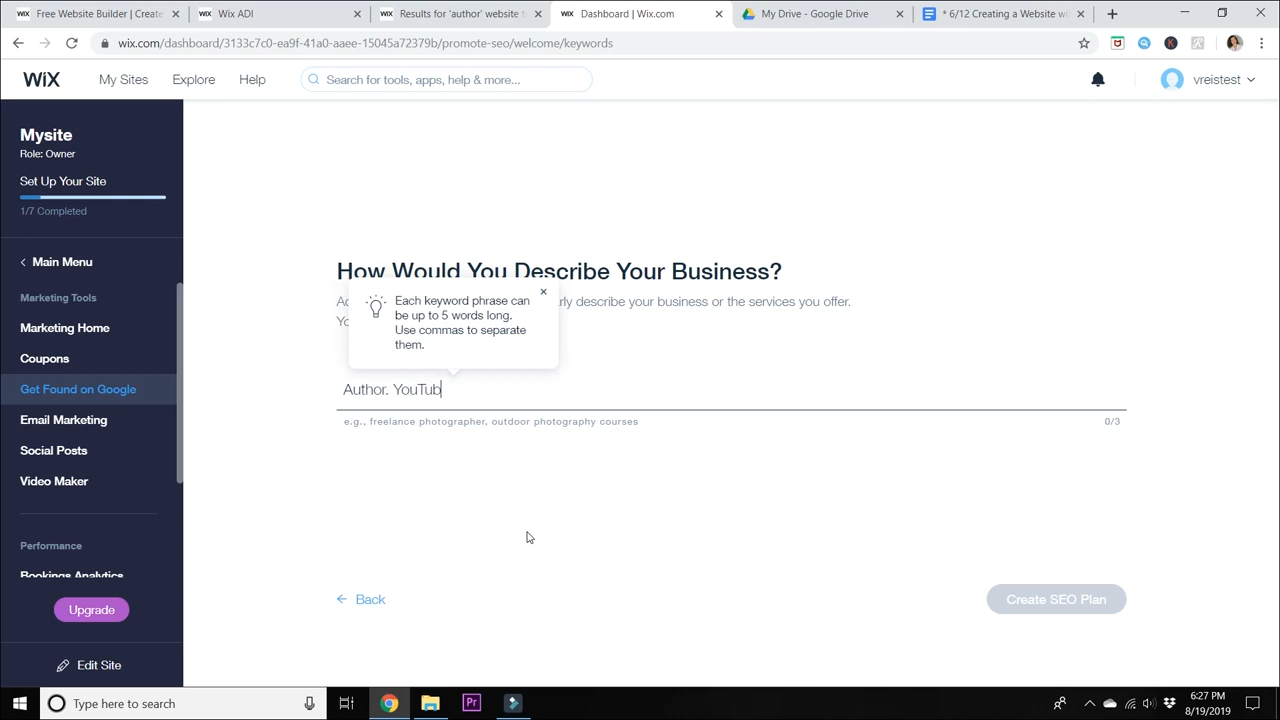 Free Website Builder | Create
Wix ADI
Results for 'author' website t
Dashboard | Wix.com
My Drive - Google Drive
* 6/12 Creating a Website wi
wix.com/dashboard/3133c7c0-ea9f-41a0-aaee-15045a72379b/promote-seo/welcome/keywords
WiX
My Sites
Explore
Help
Search for tools, apps, help & more...
vreistest
Mysite
Role: Owner
Set Up Your Site
1/7 Completed
Main Menu
Marketing Tools
Marketing Home
Coupons
Get Found on Google
Email Marketing
Social Posts
Video Maker
Performance
Bookings Analytics
Upgrade
Edit Site
How Would You Describe Your Business?
describe your business or the services you offer.
Each keyword phrase can
be up to 5 words long.
Use commas to separate
them.
Author. YouTub
e.g., freelance photographer, outdoor photography courses
0/3
Back
Create SEO Plan
Type here to search
Pr
6:27 PM
8/19/2019